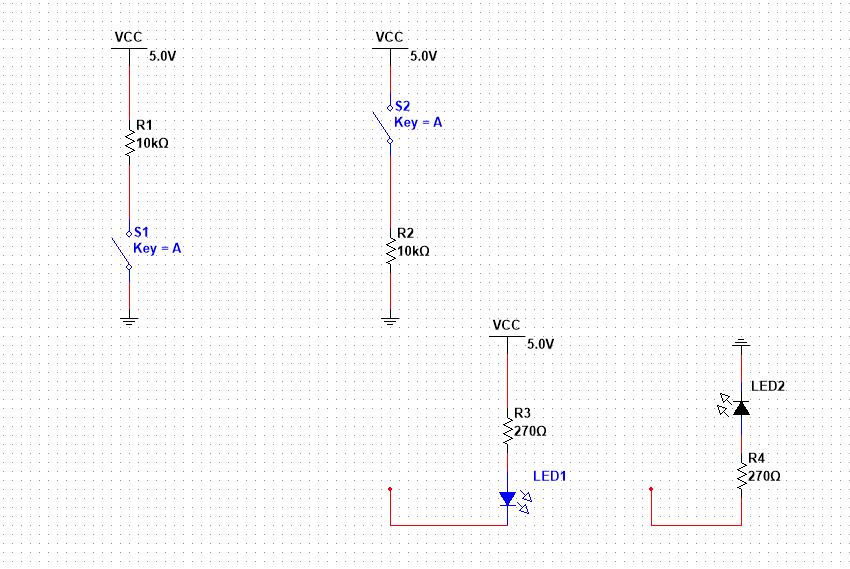 VCC
5.0V
R1
10kΩ
S1
Key = A
VCC
5.0V
S2
Key = A
R2
10kΩ
VCC
5.0V
R3
270Ω
LED1
LED2
R4
270Ω